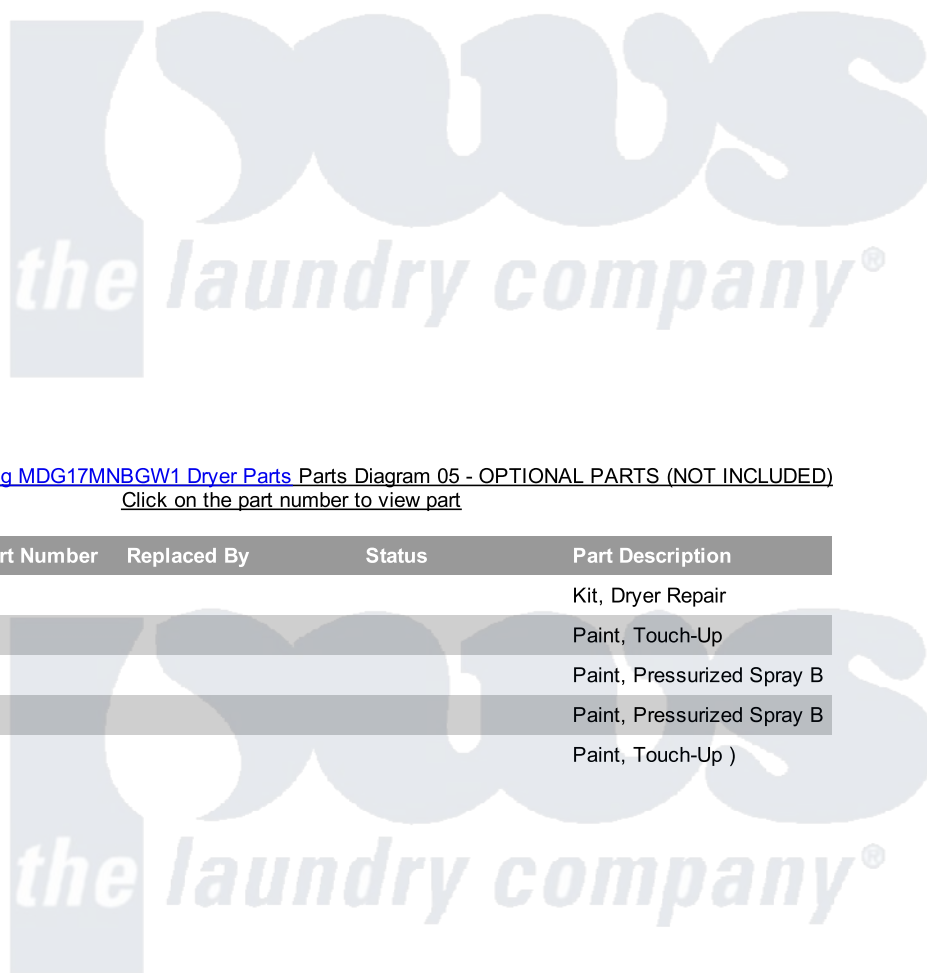 pws
the laundry company®
g MDG17MNBGW1 Dryer Parts Parts Diagram 05 - OPTIONAL PARTS (NOT INCLUDED)
Click on the part number to view part
rt Number Replaced By Status Part Description
Kit, Dryer Repair
Paint, Touch-Up
Paint, Pressurized Spray B
Paint, Pressurized Spray B
Paint, Touch-Up )
pws
the laundry company®